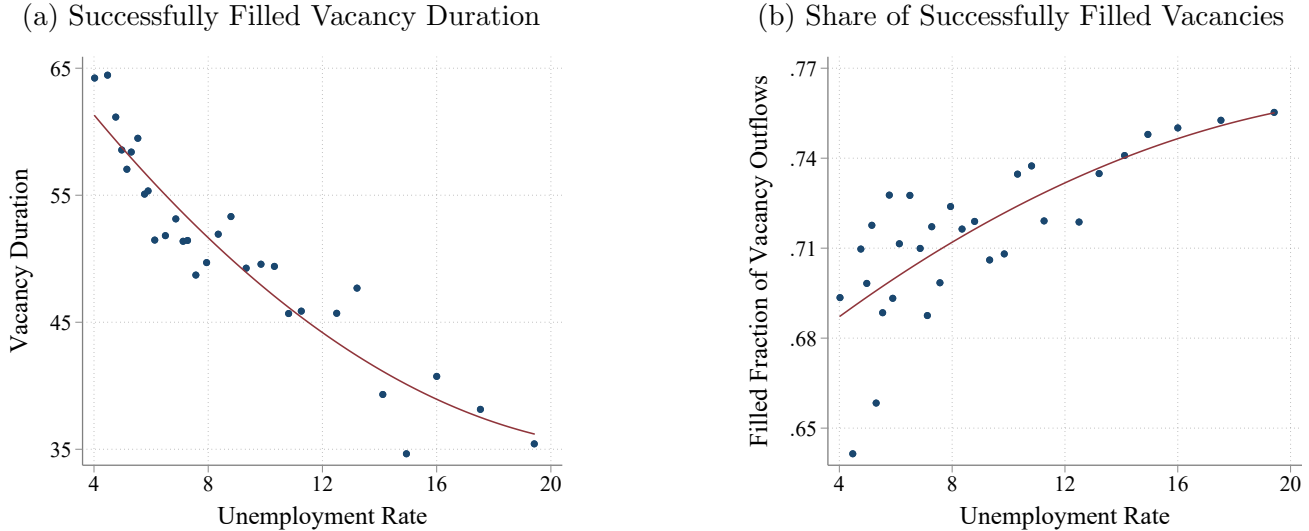 (a) Successfully Filled Vacancy Duration
Vacancy Duration
65
55
45
35
4 8 12 16 20
Unemployment Rate
(b) Share of Successfully Filled Vacancies
Filled Fraction of Vacancy Outflows
.77
.74
.71
.68
.65
4 8 12 16 20
Unemployment Rate